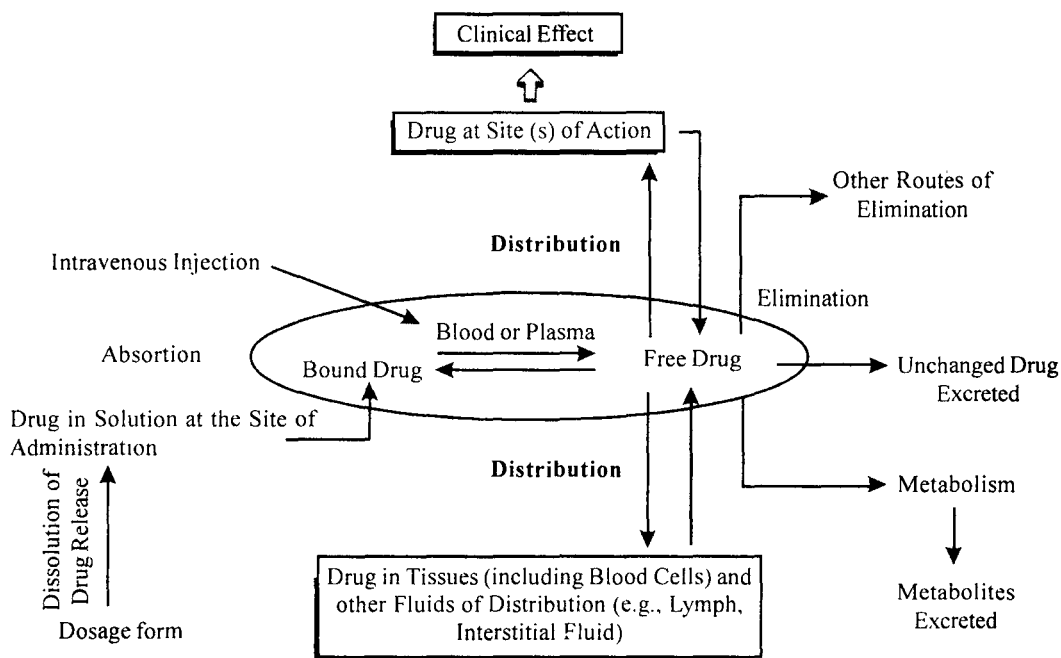 Clinical Effect
Drug at Site (s) of Action
Other Routes of
Elimination
Distribution
Intravenous Injection
Elimination
Blood or Plasma
Absortion
Bound Drug
Free Drug
Unchanged Drug
Excreted
Drug in Solution at the Site of
Administration
Distribution
Dissolution of
Drug Release
Metabolism
Drug in Tissues (including Blood Cells) and
other Fluids of Distribution (e.g., Lymph,
Interstitial Fluid)
Metabolites
Excreted
Dosage form